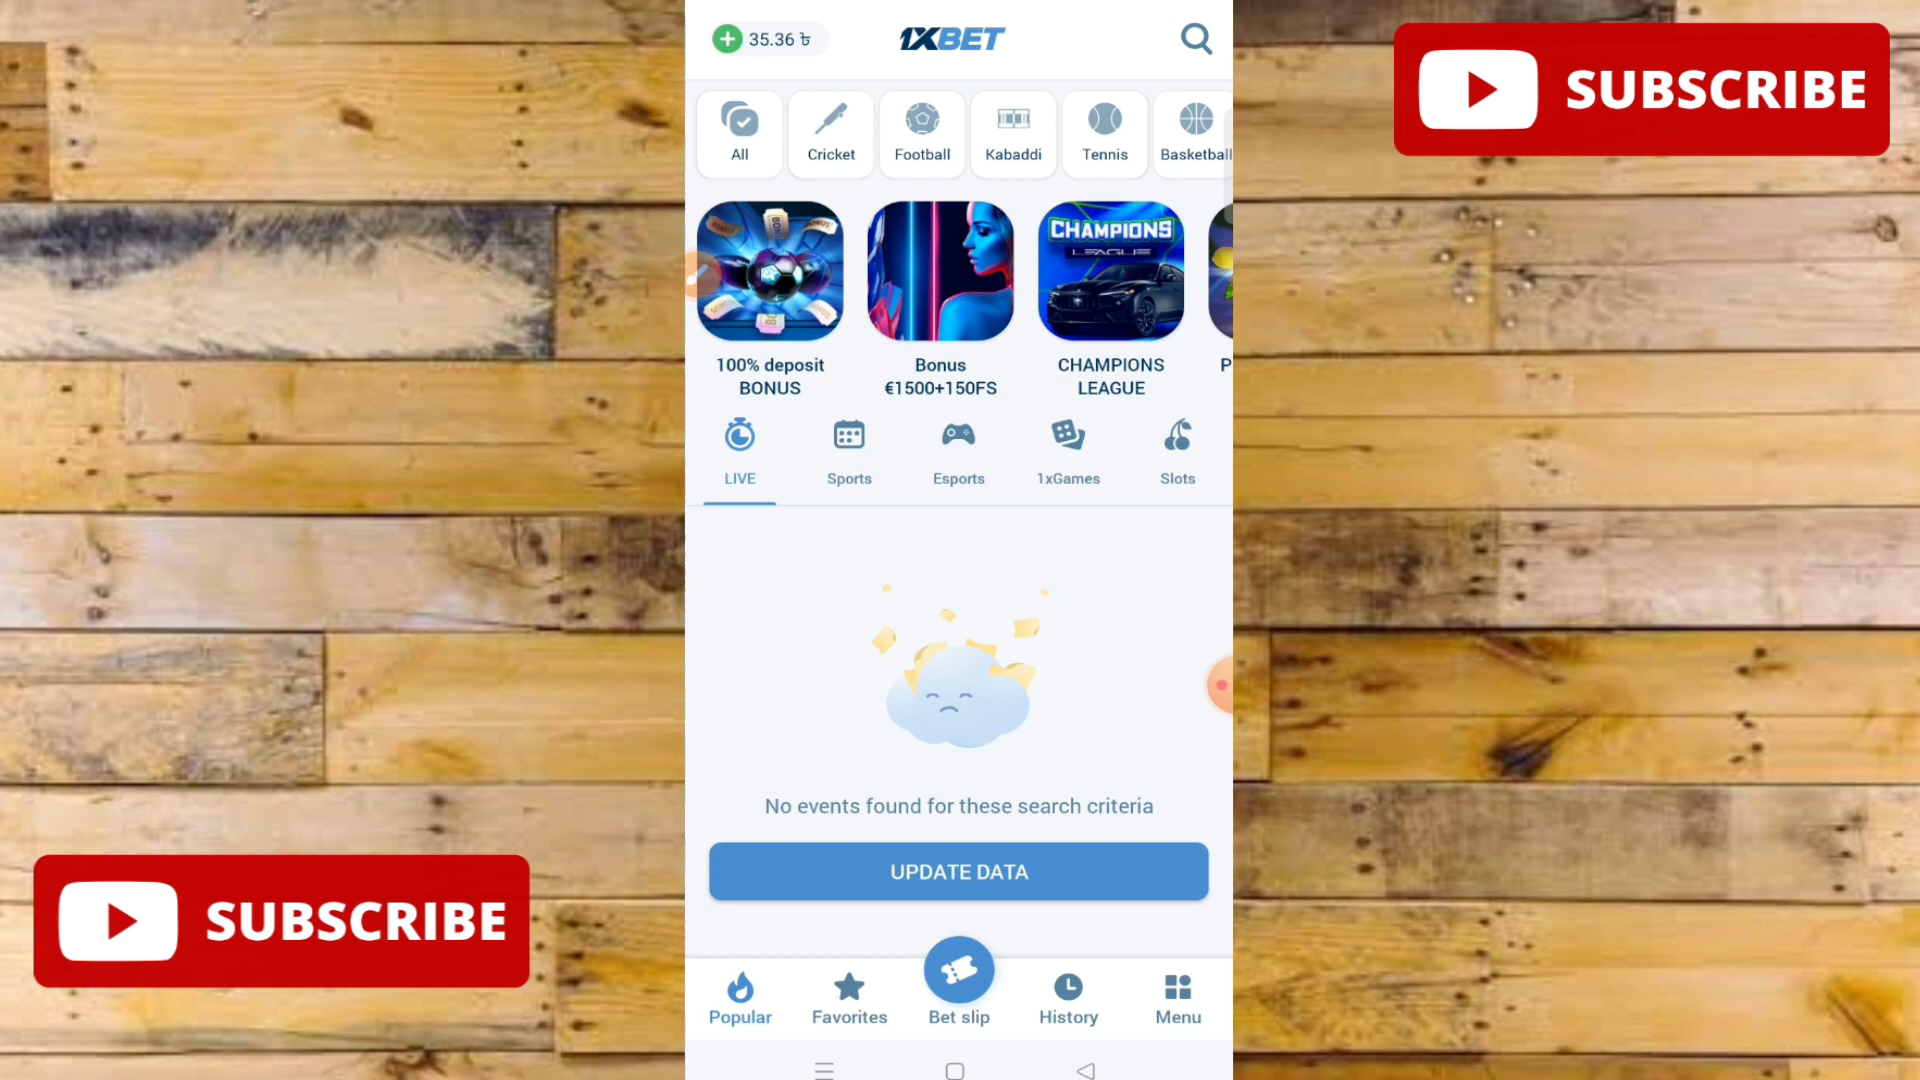 35.36 ৳
1XBET
SUBSCRIBE
All
Cricket
Football
Kabaddi
Tennis
Basketball
BONUS
CHAMPIONS
LEAGUE
100% deposit
BONUS
Bonus
€1500+150FS
CHAMPIONS
LEAGUE
P
LIVE
Sports
Esports
1xGames
Slots
No events found for these search criteria
UPDATE DATA
SUBSCRIBE
Popular
Favorites
Bet slip
History
Menu